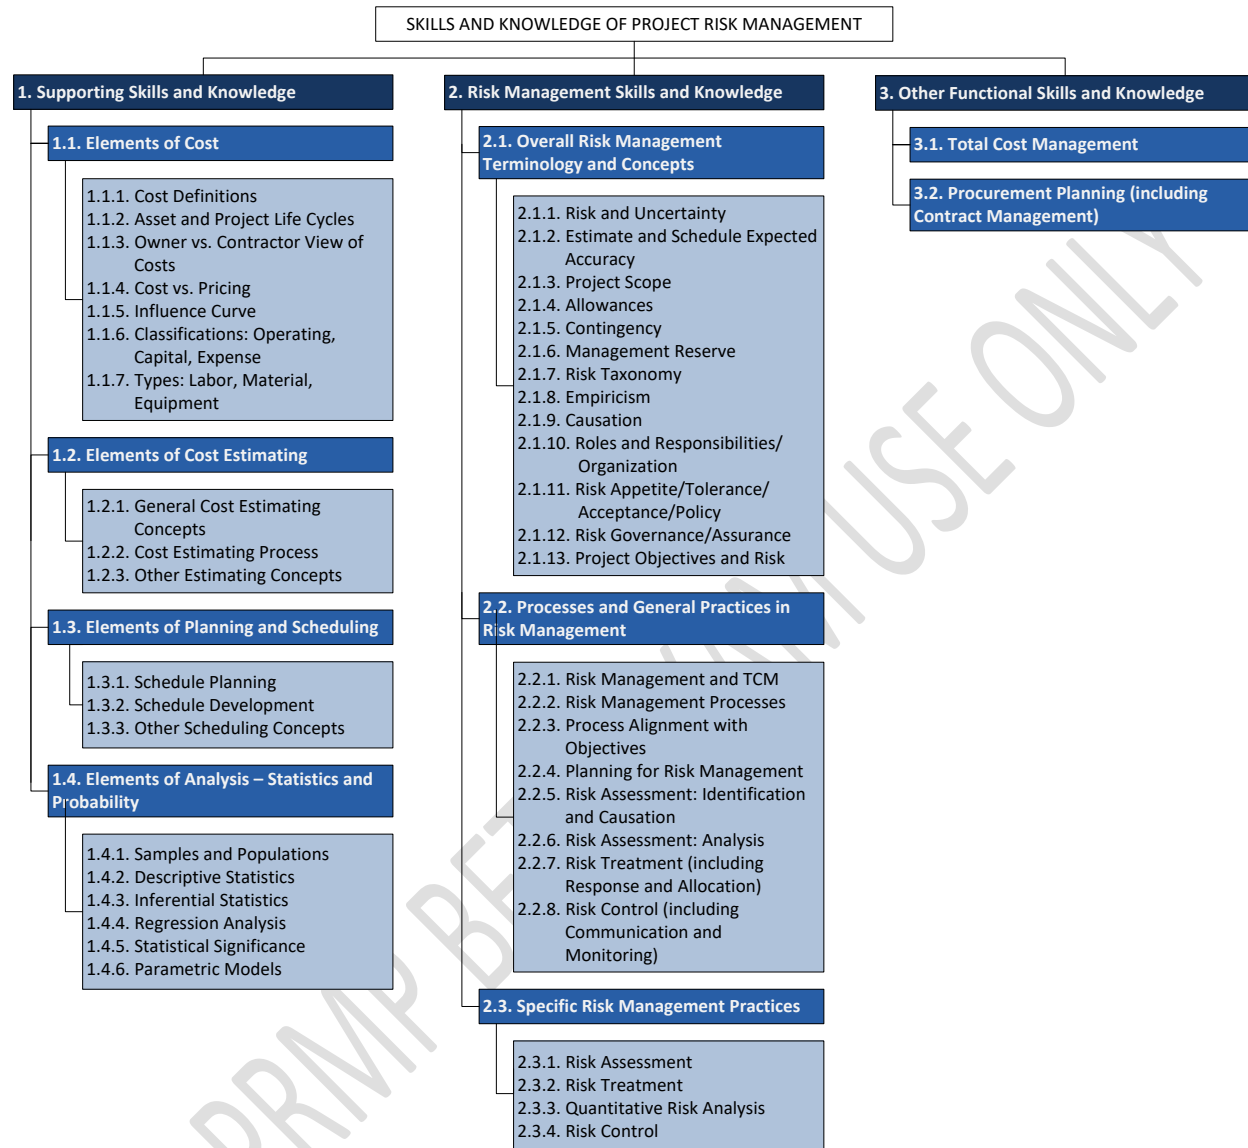 SKILLS AND KNOWLEDGE OF PROJECT RISK MANAGEMENT
1. Supporting Skills and Knowledge
1.1. Elements of Cost
1.1.1. Cost Definitions
1.1.2. Asset and Project Life Cycles
1.1.3. Owner vs. Contractor View of
Costs
1.1.4. Cost vs. Pricing
1.1.5. Influence Curve
1.1.6. Classifications: Operating,
Capital, Expense
1.1.7. Types: Labor, Material,
Equipment
1.2. Elements of Cost Estimating
1.2.1. General Cost Estimating
Concepts
1.2.2. Cost Estimating Process
1.2.3. Other Estimating Concepts
1.3. Elements of Planning and Scheduling
1.3.1. Schedule Planning
1.3.2. Schedule Development
1.3.3. Other Scheduling Concepts
1.4. Elements of Analysis – Statistics and
Probability
1.4.1. Samples and Populations
1.4.2. Descriptive Statistics
1.4.3. Inferential Statistics
1.4.4. Regression Analysis
1.4.5. Statistical Significance
1.4.6. Parametric Models
2. Risk Management Skills and Knowledge
2.1. Overall Risk Management
Terminology and Concepts
2.1.1. Risk and Uncertainty
2.1.2. Estimate and Schedule Expected
Accuracy
2.1.3. Project Scope
2.1.4. Allowances
2.1.5. Contingency
2.1.6. Management Reserve
2.1.7. Risk Taxonomy
2.1.8. Empiricism
2.1.9. Causation
2.1.10. Roles and Responsibilities/
Organization
2.1.11. Risk Appetite/Tolerance/
Acceptance/Policy
2.1.12. Risk Governance/Assurance
2.1.13. Project Objectives and Risk
2.2. Processes and General Practices in
Risk Management
2.2.1. Risk Management and TCM
2.2.2. Risk Management Processes
2.2.3. Process Alignment with
Objectives
2.2.4. Planning for Risk Management
2.2.5. Risk Assessment: Identification
and Causation
2.2.6. Risk Assessment: Analysis
2.2.7. Risk Treatment (including
Response and Allocation)
2.2.8. Risk Control (including
Communication and
Monitoring)
2.3. Specific Risk Management Practices
2.3.1. Risk Assessment
2.3.2. Risk Treatment
2.3.3. Quantitative Risk Analysis
2.3.4. Risk Control
3. Other Functional Skills and Knowledge
3.1. Total Cost Management
3.2. Procurement Planning (including
Contract Management)
PRMP USE ONLY